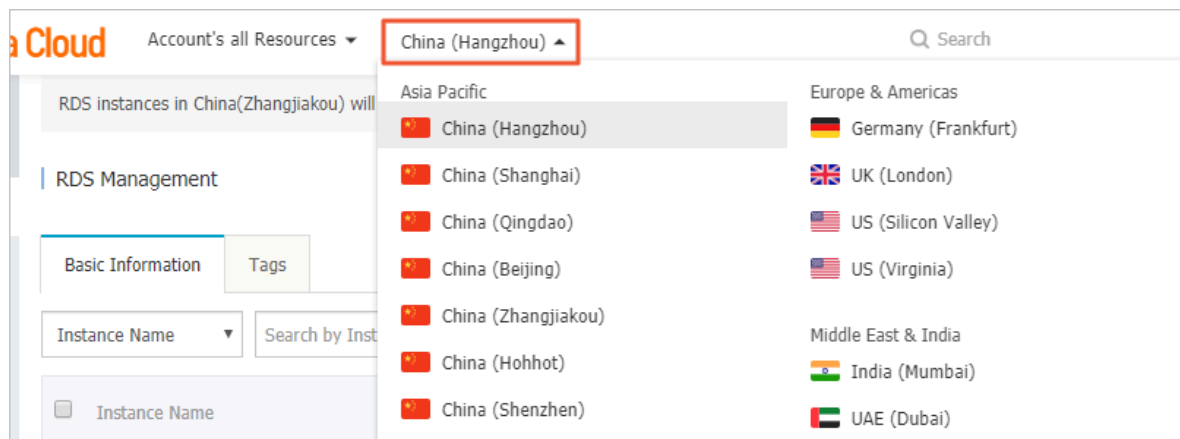 a Cloud
Account's all Resources
China (Hangzhou)
Search
RDS instances in China(Zhangjiakou) will
RDS Management
Basic Information
Tags
Instance Name
Search by Inst
Instance Name
Asia Pacific
China (Hangzhou)
China (Shanghai)
China (Qingdao)
China (Beijing)
China (Zhangjiakou)
China (Hohhot)
China (Shenzhen)
Europe & Americas
Germany (Frankfurt)
UK (London)
US (Silicon Valley)
US (Virginia)
Middle East & India
India (Mumbai)
UAE (Dubai)